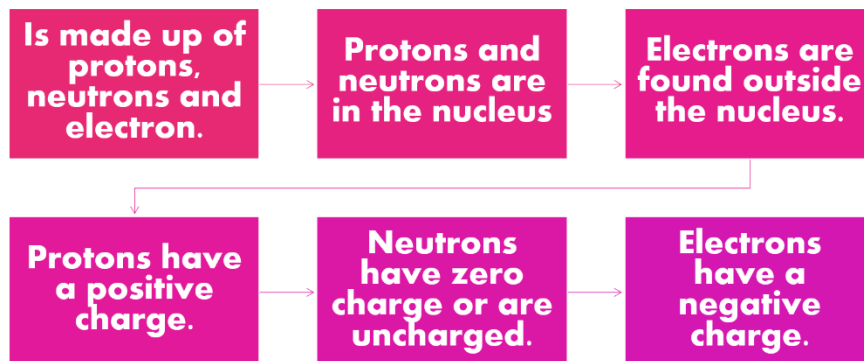 Is made up of
protons,
neutrons and
electron.
Protons and
neutrons are
in the nucleus
Electrons are
found outside
the nucleus.
Protons have
a positive
charge.
Neutrons
have zero
charge or are
uncharged.
Electrons
have a
negative
charge.